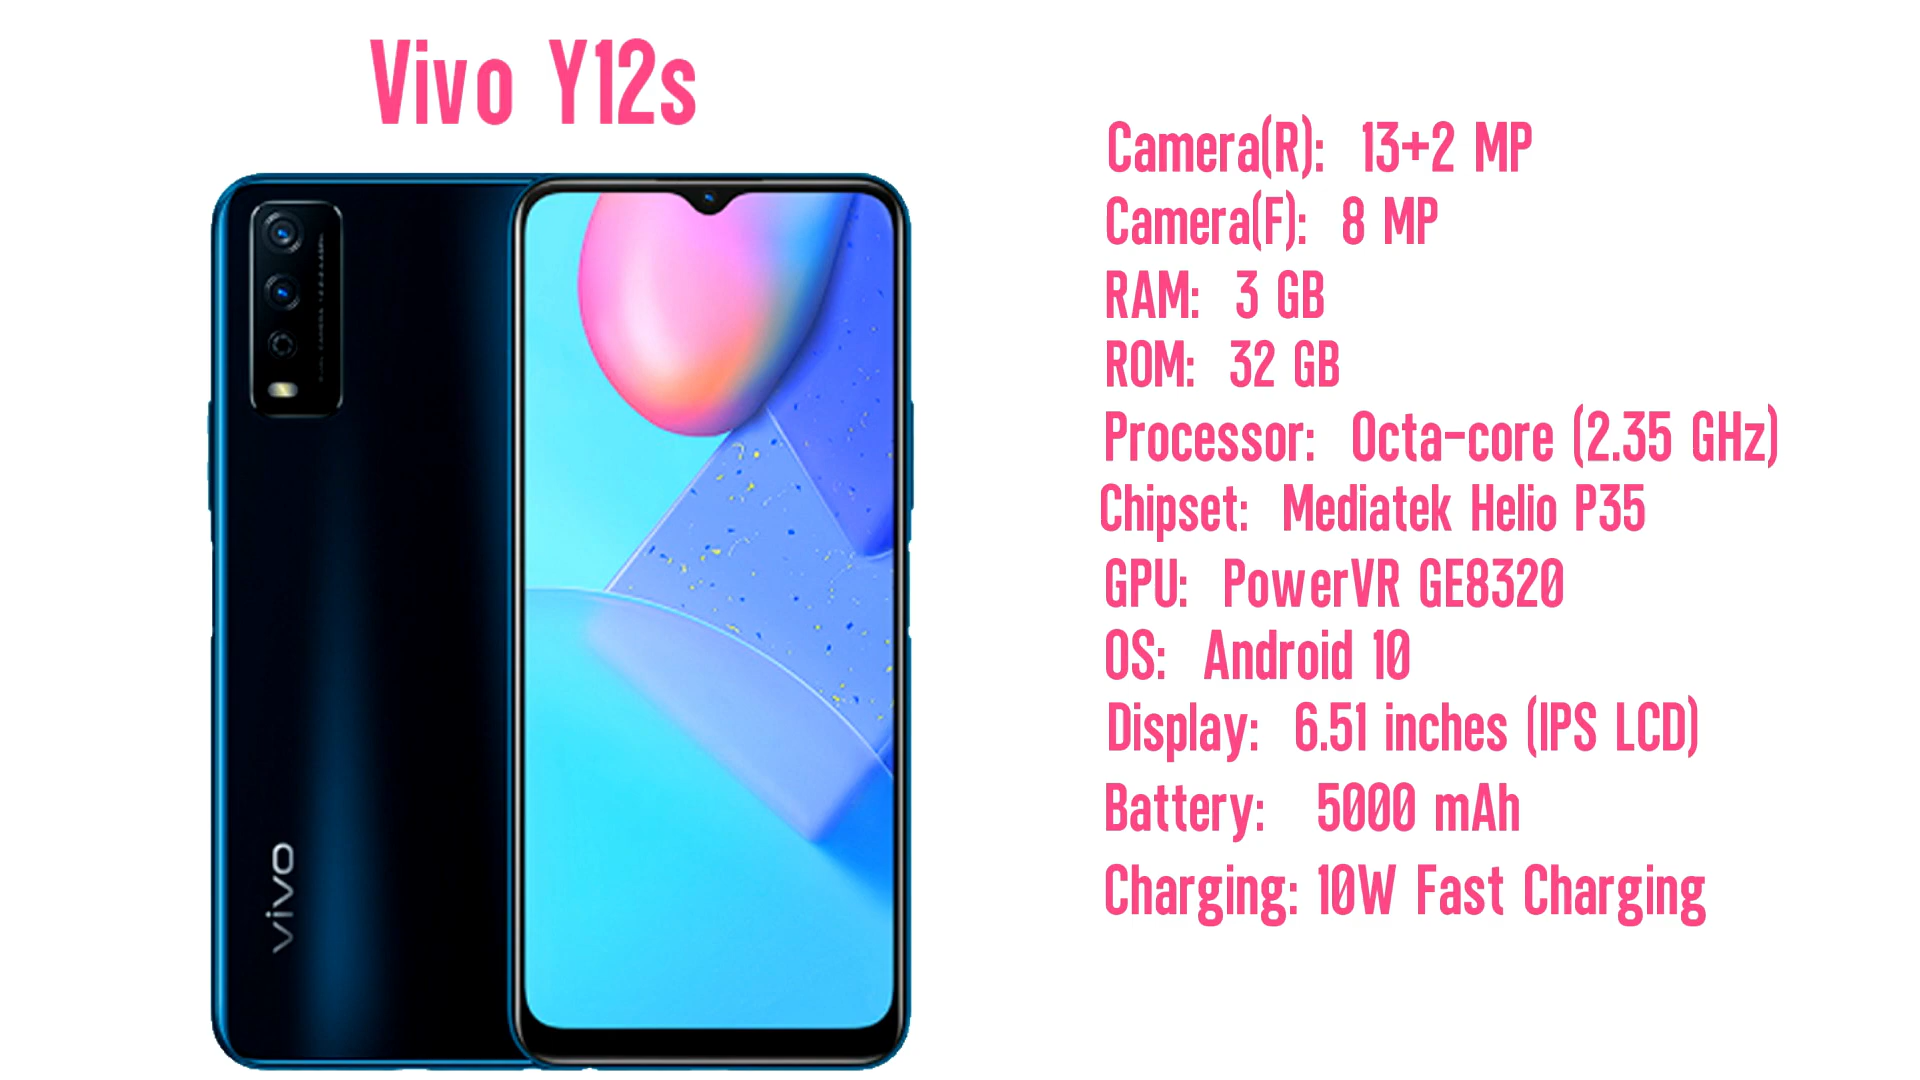 Vivo Y12s
Camera(R): 13+2 MP
Camera(F): 8 MP
RAM: 3 GB
ROM: 32 GB
Processor: Octa-core (2.35 GHz)
Chipset: Mediatek Helio P35
GPU: PowerVR GE8320
OS: Android 10
Display: 6.51 inches (IPS LCD)
Battery: 5000 mAh
Charging: 10W Fast Charging
vivo